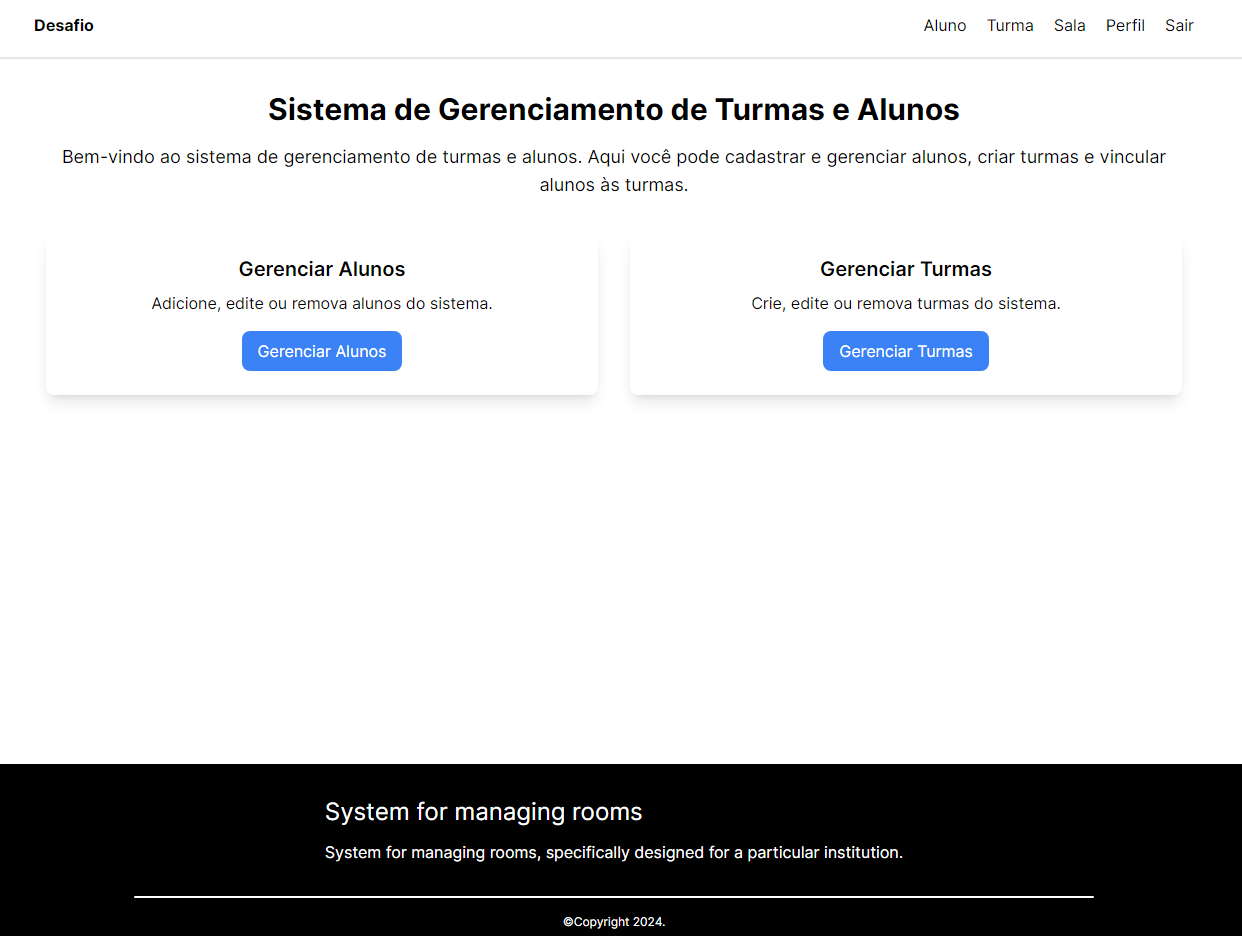 Desafio
Aluno Turma Sala Perfil Sair
Sistema de Gerenciamento de Turmas e Alunos
Bem-vindo ao sistema de gerenciamento de turmas e alunos. Aqui você pode cadastrar e gerenciar alunos, criar turmas e vincular
alunos às turmas.
Gerenciar Alunos
Adicione, edite ou remova alunos do sistema.
Gerenciar Alunos
Gerenciar Turmas
Crie, edite ou remova turmas do sistema.
Gerenciar Turmas
System for managing rooms
System for managing rooms, specifically designed for a particular institution.
©Copyright 2024.